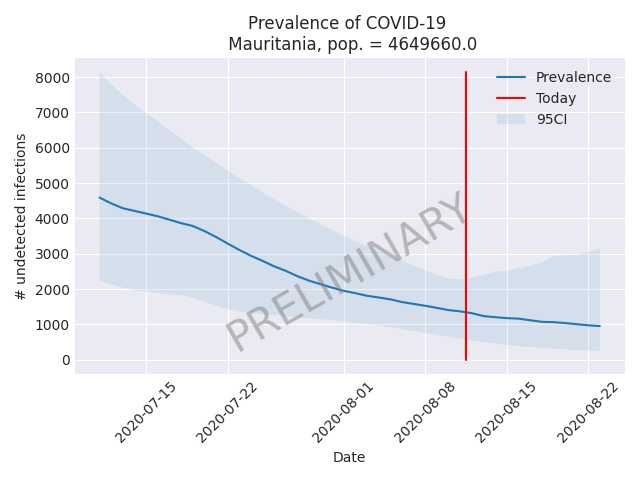 Prevalence of COVID-19
Mauritania, pop. = 4649660.0
8000
7000
6000
5000
4000
3000
2000
1000
0
# undetected infections
Prevalence
Today
95CI
PRELIMINARY
2020-07-15
2020-07-22
2020-08-01
2020-08-08
2020-08-15
2020-08-22
Date